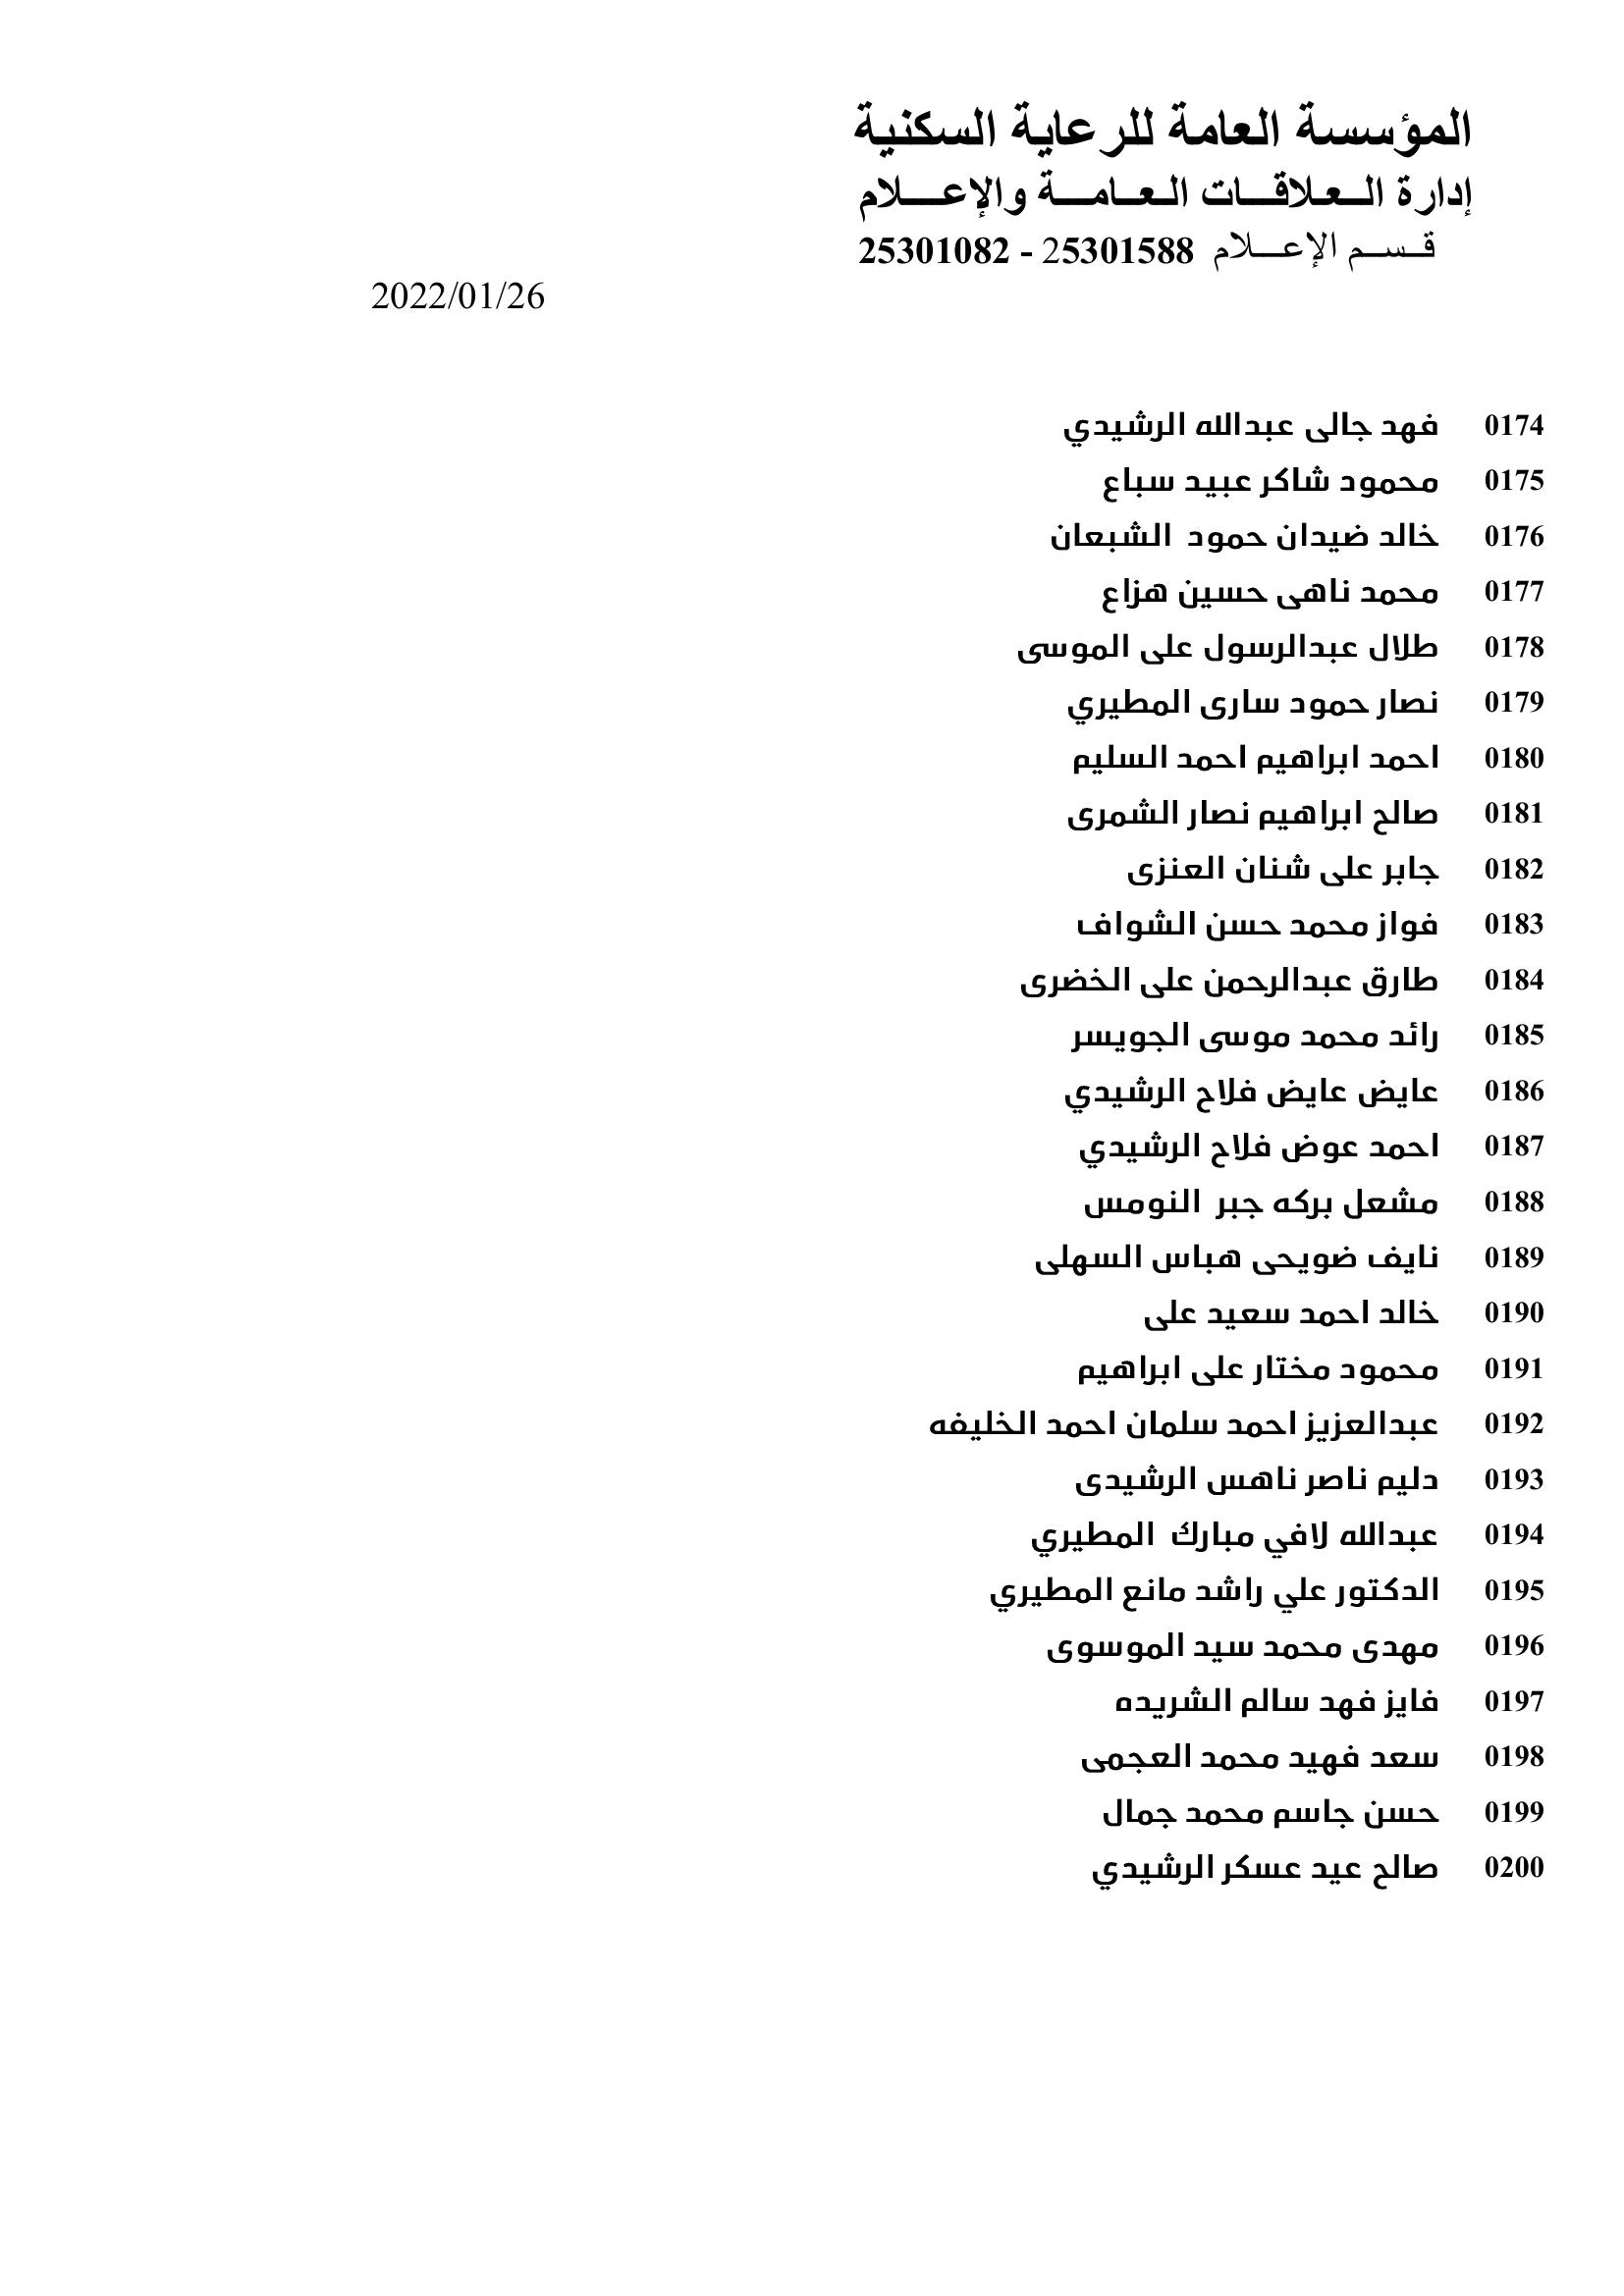 المؤسسة العامة للرعاية السكنية
إدارة الـعـلاقـــات الـعـامــــة والإعــــلام
قـسـم الإعـــلام 25301588 - 25301082
2022/01/26
0174 فهد جالى عبدالله الرشيدي
0175 محمود شاكر عبيد سباع
0176 خالد ضيدان حمود الشبعان
0177 محمد ناهى حسين هزاع
0178 طلال عبدالرسول على الموسى
0179 نصار حمود سارى المطيري
0180 احمد ابراهيم احمد السليم
0181 صالح ابراهيم نصار الشمرى
0182 جابر على شنان العنزى
0183 فواز محمد حسن الشواف
0184 طارق عبدالرحمن على الخضرى
0185 رائد محمد موسى الجويسر
0186 عايض عايض فلاح الرشيدي
0187 احمد عوض فلاح الرشيدي
0188 مشعل بركه جبر النومس
0189 نايف ضويحى هباس السهلى
0190 خالد احمد سعيد على
0191 محمود مختار على ابراهيم
0192 عبدالعزيز احمد سلمان احمد الخليفه
0193 دليم ناصر ناهس الرشيدى
0194 عبدالله لافي مبارك المطيري
0195 الدكتور علي راشد مانع المطيري
0196 مهدى محمد سيد الموسوى
0197 فايز فهد سالم الشريده
0198 سعد فهيد محمد العجمى
0199 حسن جاسم محمد جمال
0200 صالح عيد عسكر الرشيدي